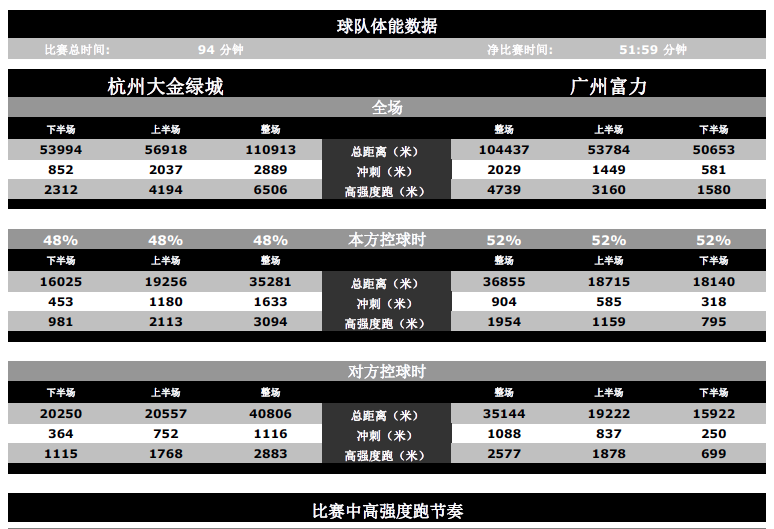 球队体能数据
比赛总时间: 94 分钟 净比赛时间: 51:59 分钟
杭州大金绿城 广州富力
全场
下半场 上半场 整场 整场 上半场 下半场
53994 56918 110913 总距离（米） 104437 53784 50653
852 2037 2889 冲刺（米） 2029 1449 581
2312 4194 6506 高强度跑（米） 4739 3160 1580
48% 48% 48% 本方控球时 52% 52% 52%
下半场 上半场 整场 整场 上半场 下半场
16025 19256 35281 总距离（米） 36855 18715 18140
453 1180 1633 冲刺（米） 904 585 318
981 2113 3094 高强度跑（米） 1954 1159 795
对方控球时
下半场 上半场 整场 整场 上半场 下半场
20250 20557 40806 总距离（米） 35144 19222 15922
364 752 1116 冲刺（米） 1088 837 250
1115 1768 2883 高强度跑（米） 2577 1878 699
比赛中高强度跑节奏